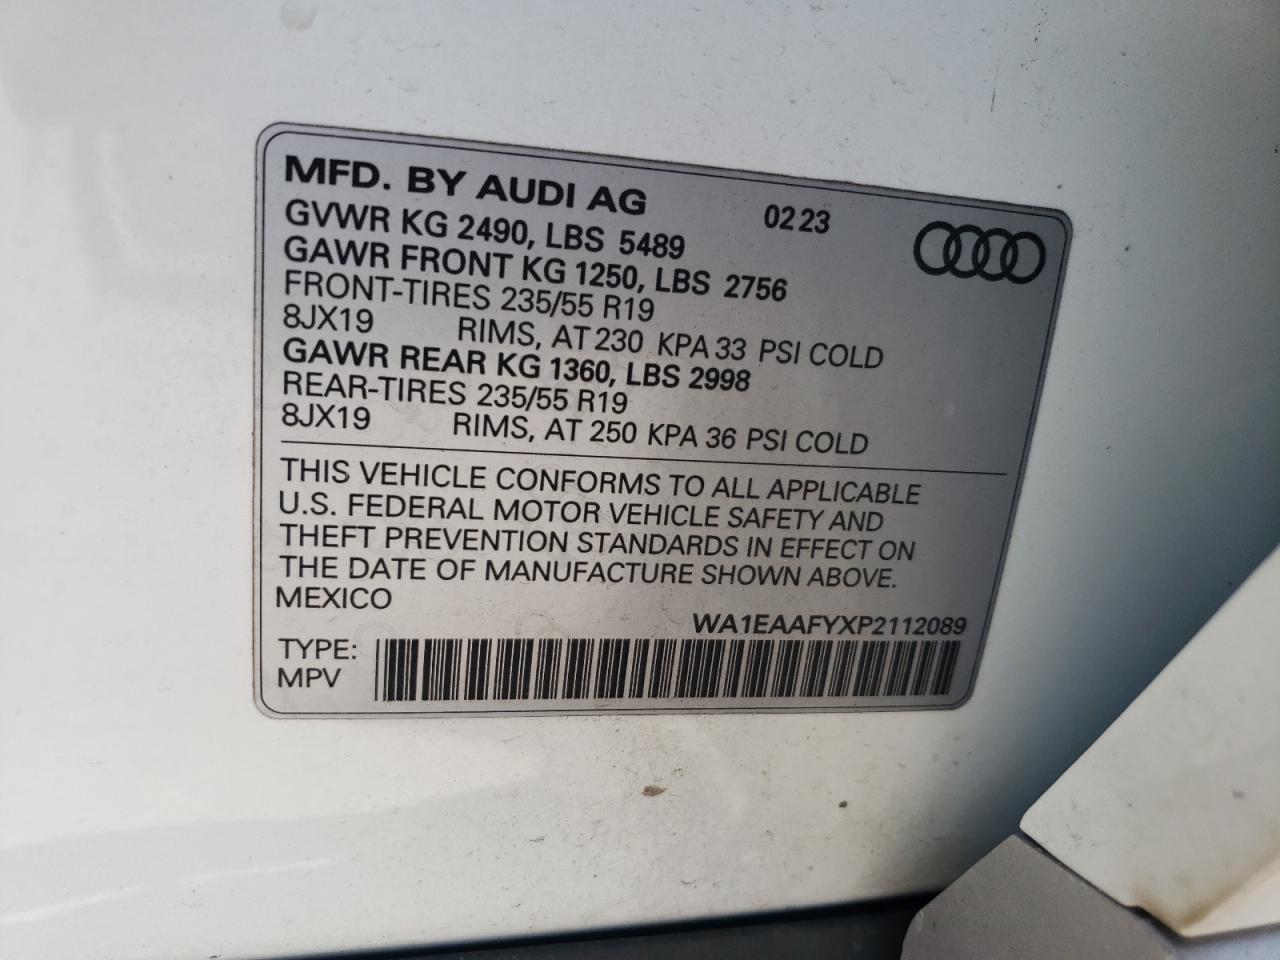 MFD. BY AUDI AG 02 23
GVWR KG 2490, LBS 5489
GAWR FRONT KG 1250, LBS 2756
FRONT-TIRES 235/55 R19
8JX19 RIMS, AT 230 KPA 33 PSI COLD
GAWR REAR KG 1360, LBS 2998
REAR-TIRES 235/55 R19
8JX19 RIMS, AT 250 KPA 36 PSI COLD
THIS VEHICLE CONFORMS TO ALL APPLICABLE
U.S. FEDERAL MOTOR VEHICLE SAFETY AND
THEFT PREVENTION STANDARDS IN EFFECT ON
THE DATE OF MANUFACTURE SHOWN ABOVE.
MEXICO
WA1EAAFYXP2112089
TYPE:
MPV